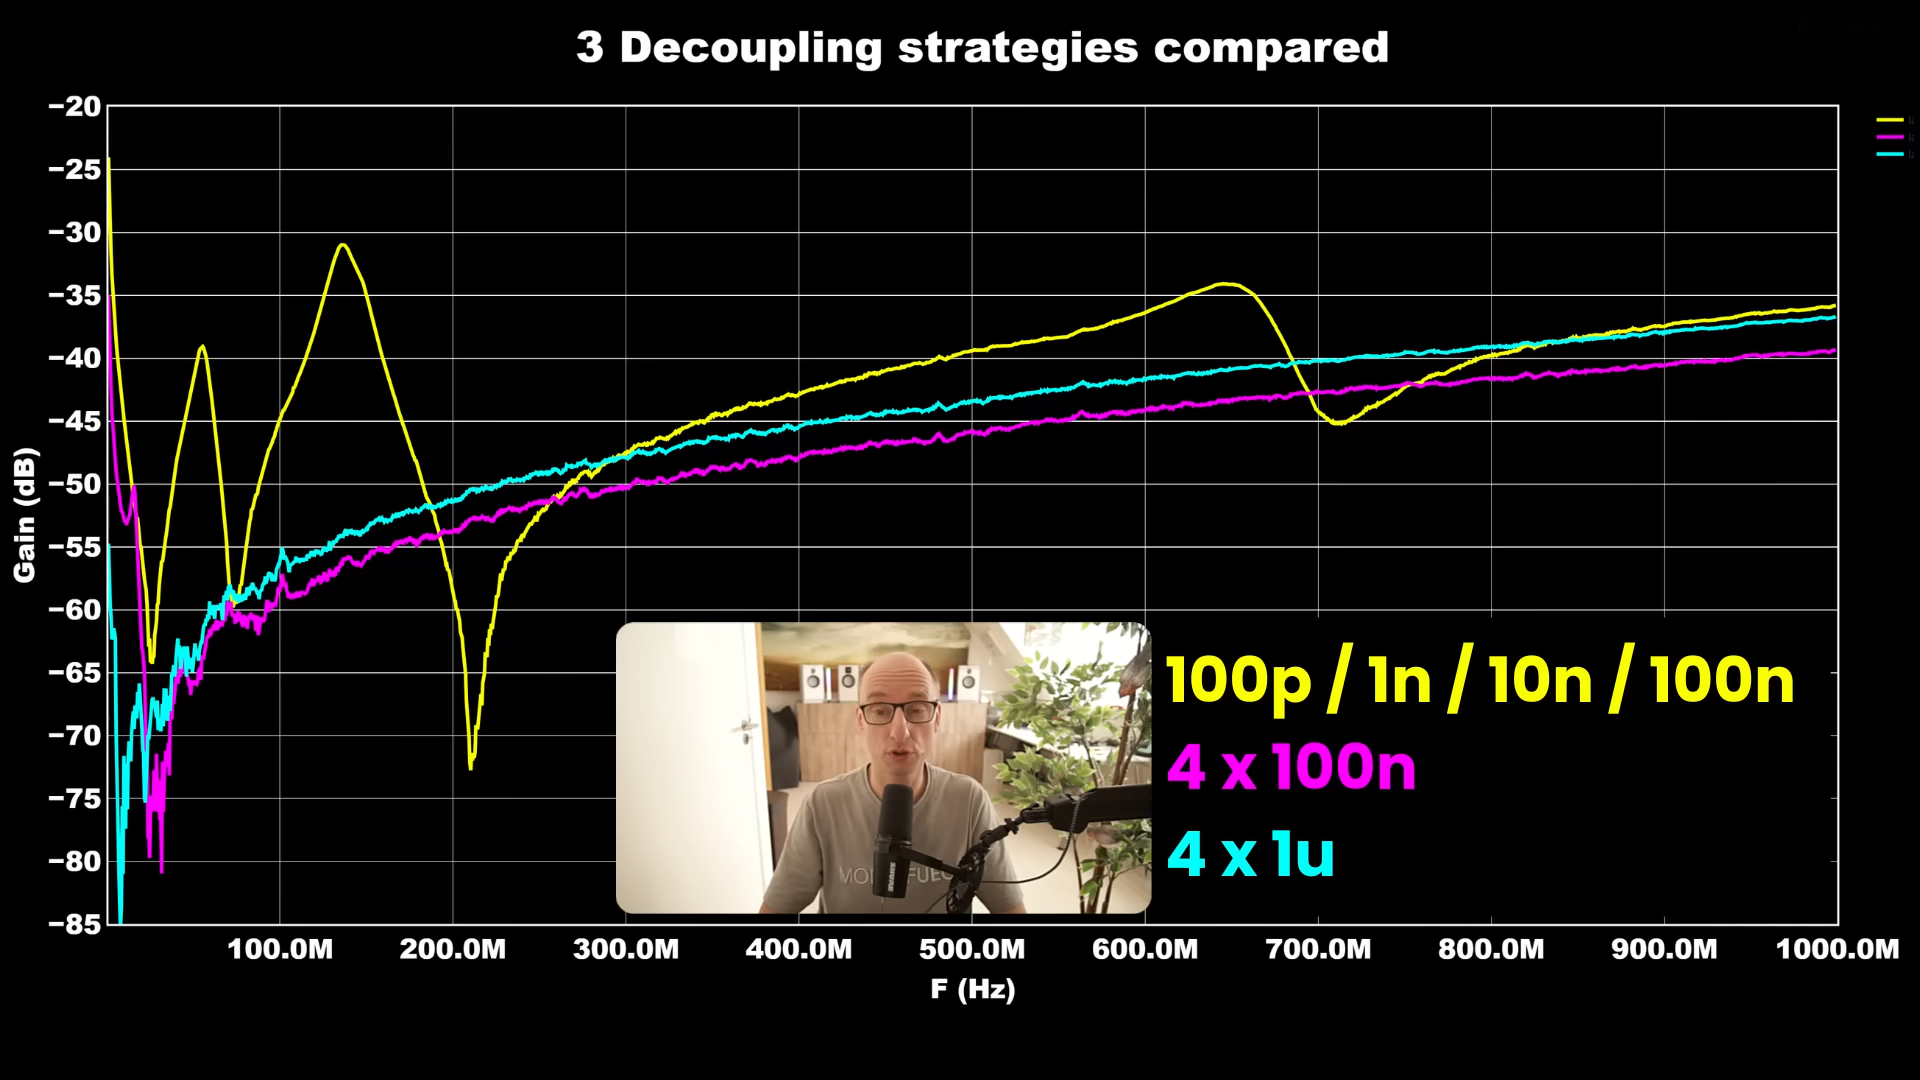 3 Decoupling strategies compared
−20
−25
−30
−35
−40
−45
−50
−55
−60
−65
−70
−75
−80
−85
Gain (dB)
100.0M 200.0M 300.0M 400.0M 500.0M 600.0M 700.0M 800.0M 900.0M 1000.0M
F (Hz)
100p / 1n / 10n / 100n
4 x 100n
4 x 1u
SHURE